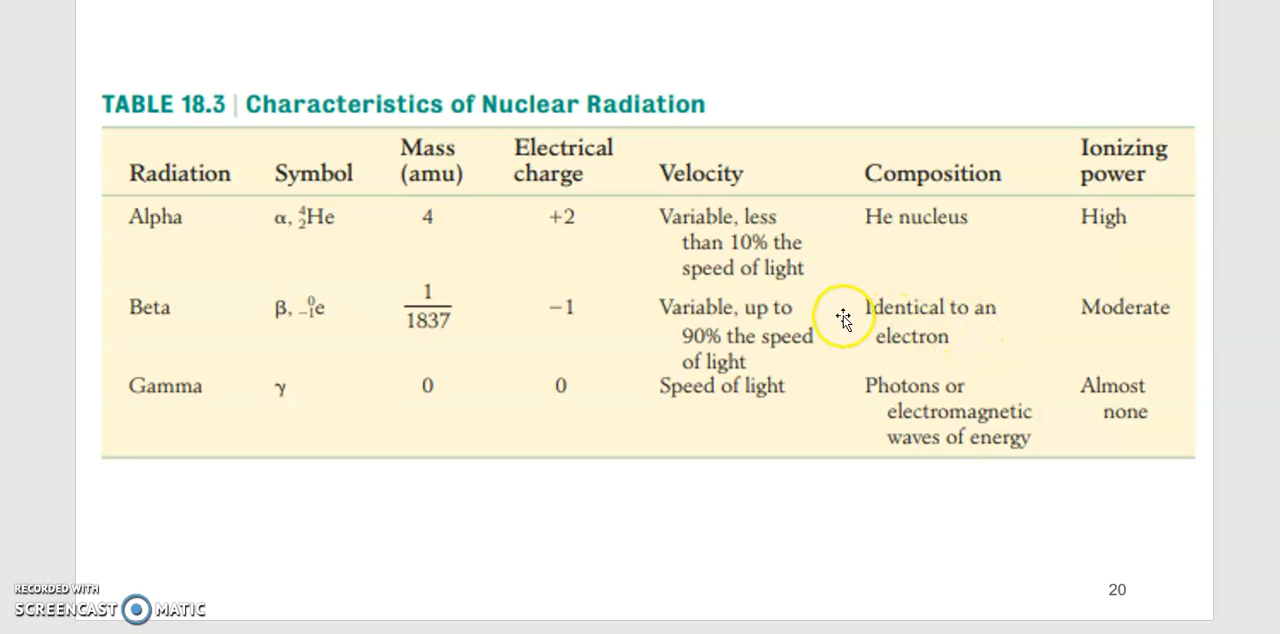 TABLE 18.3 | Characteristics of Nuclear Radiation
Radiation Symbol Mass (amu) Electrical charge Velocity Composition Ionizing power
Alpha α, ⁴₂He 4 +2 Variable, less than 10% the speed of light He nucleus High
Beta β, ⁰₋₁e 1/1837 −1 Variable, up to 90% the speed of light Identical to an electron Moderate
Gamma γ 0 0 Speed of light Photons or electromagnetic waves of energy Almost none
20
RECORDED WITH
SCREENCAST MATIC